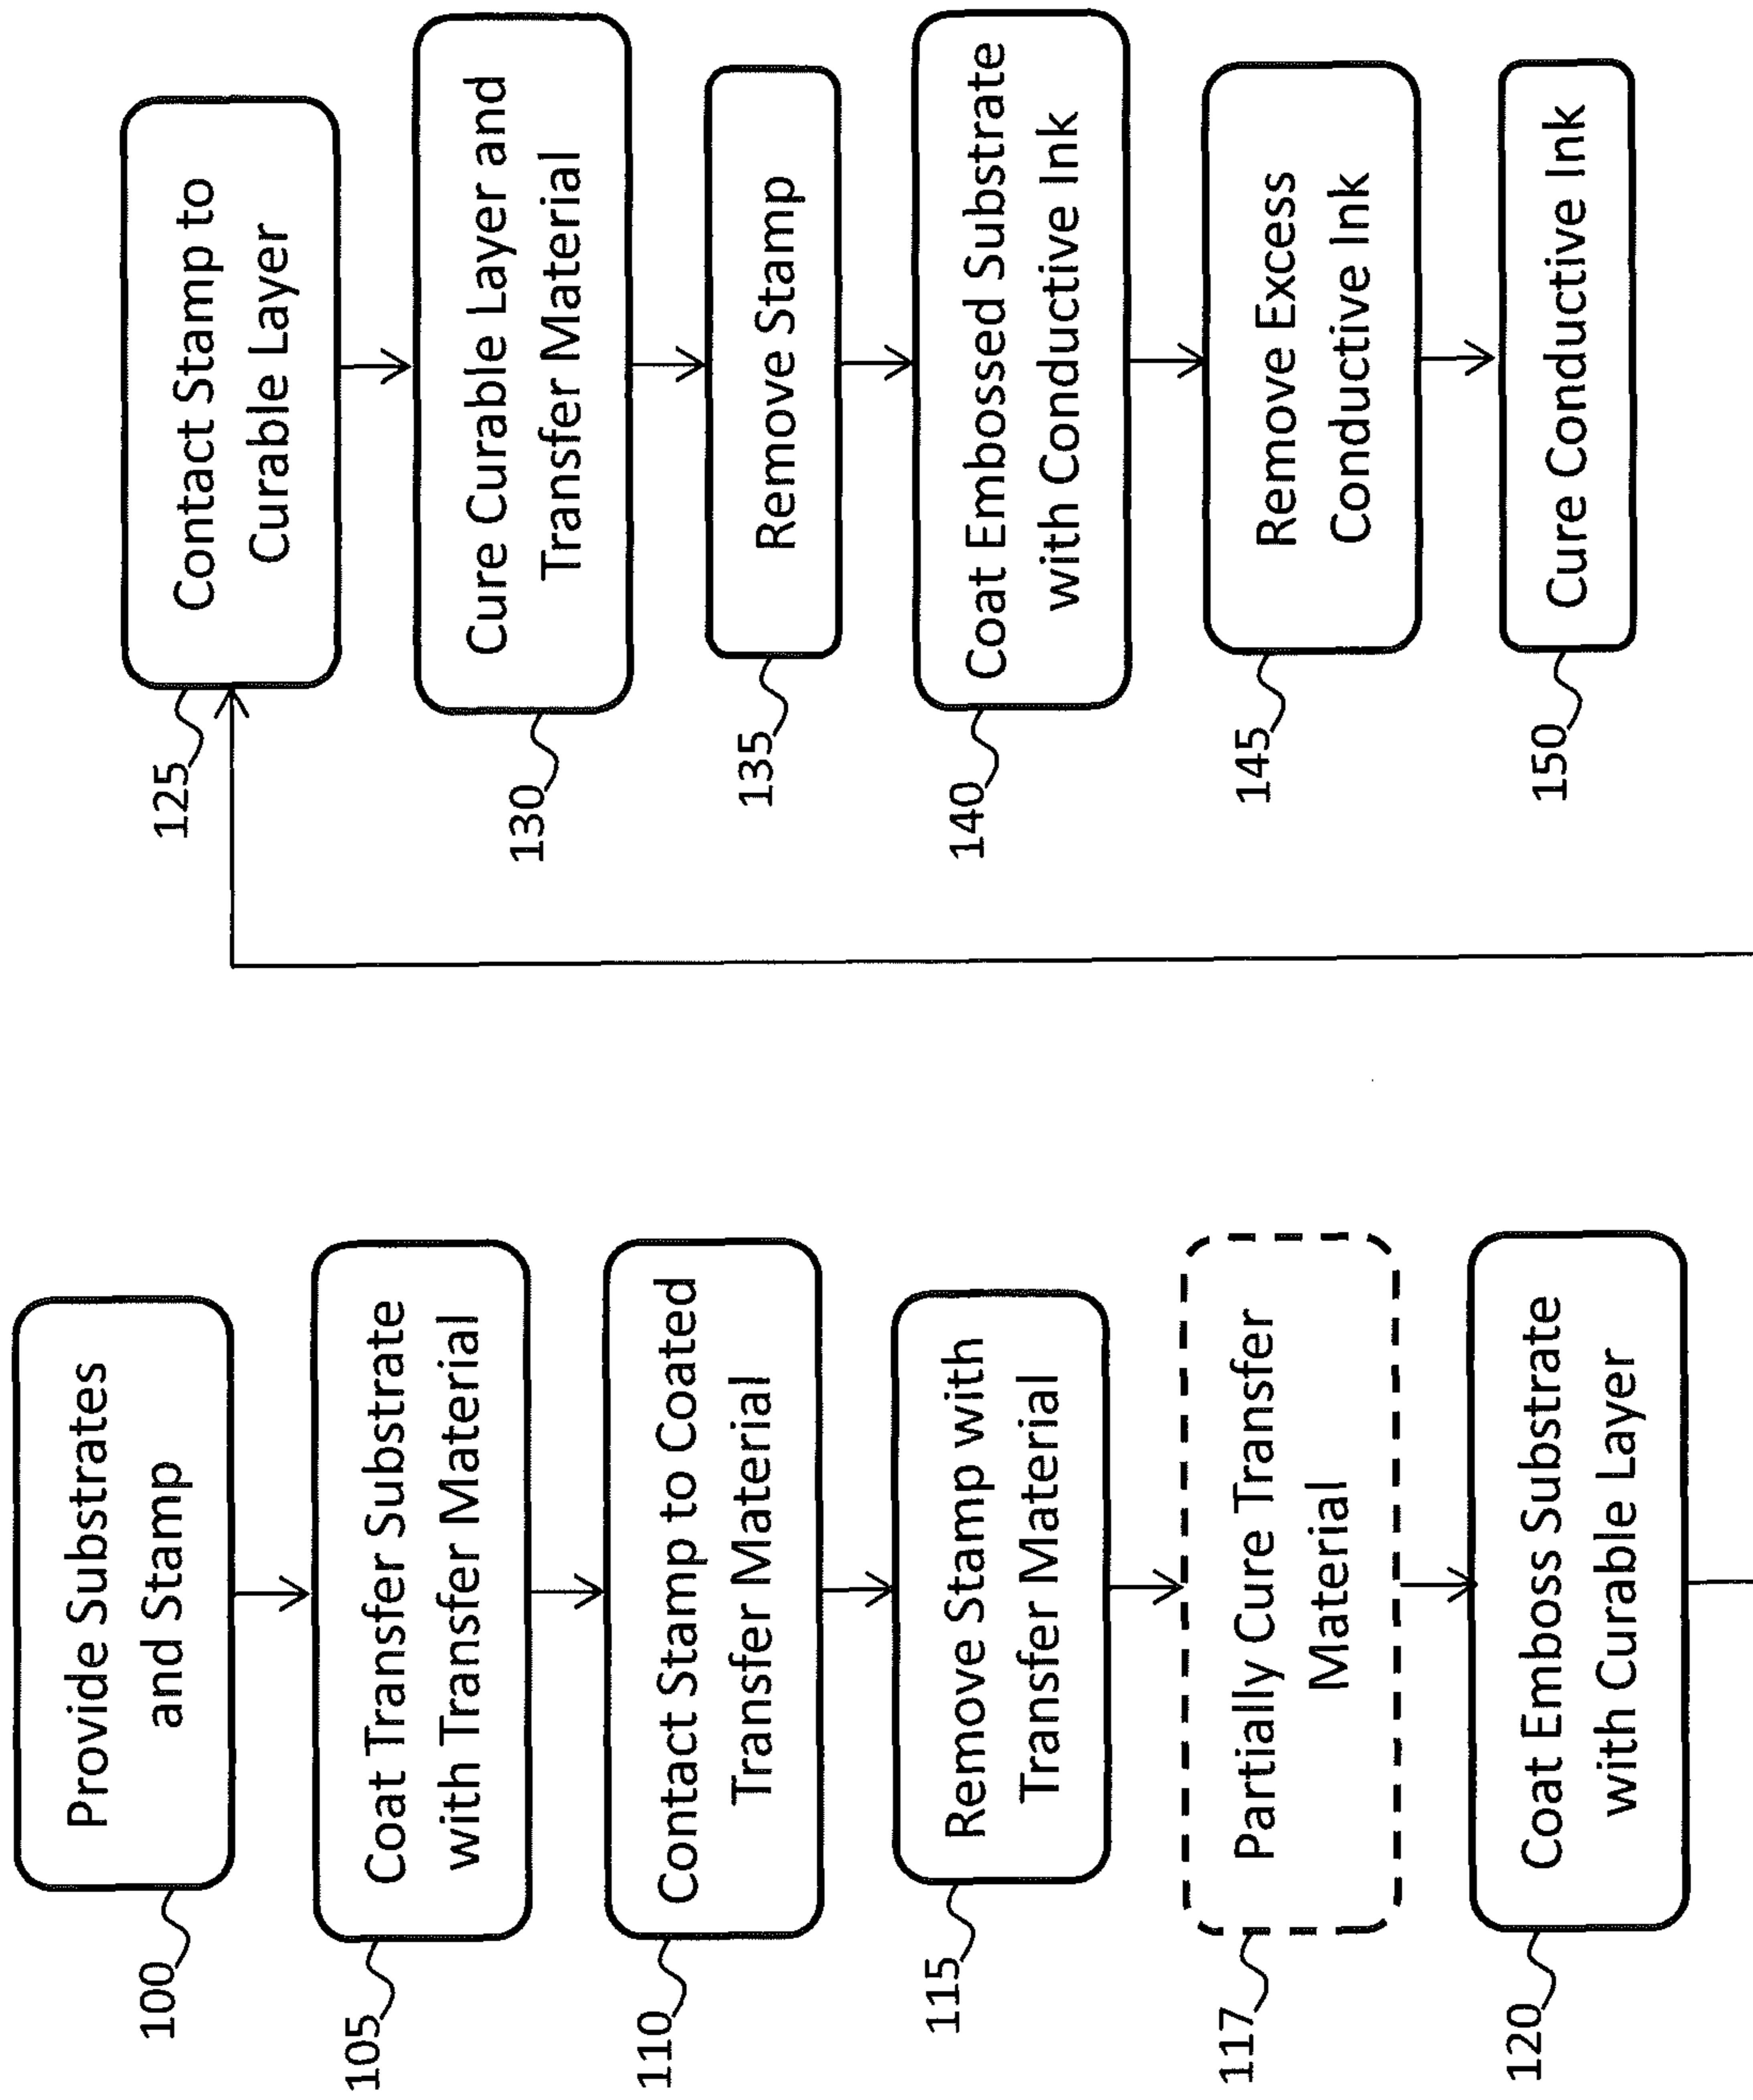 100
Provide Substrates
and Stamp
105
Coat Transfer Substrate
with Transfer Material
110
Contact Stamp to Coated
Transfer Material
115
Remove Stamp with
Transfer Material
117
Partially Cure Transfer
Material
120
Coat Emboss Substrate
with Curable Layer
125
Contact Stamp to
Curable Layer
130
Cure Curable Layer and
Transfer Material
135
Remove Stamp
140
Coat Embossed Substrate
with Conductive Ink
145
Remove Excess
Conductive Ink
150
Cure Conductive Ink